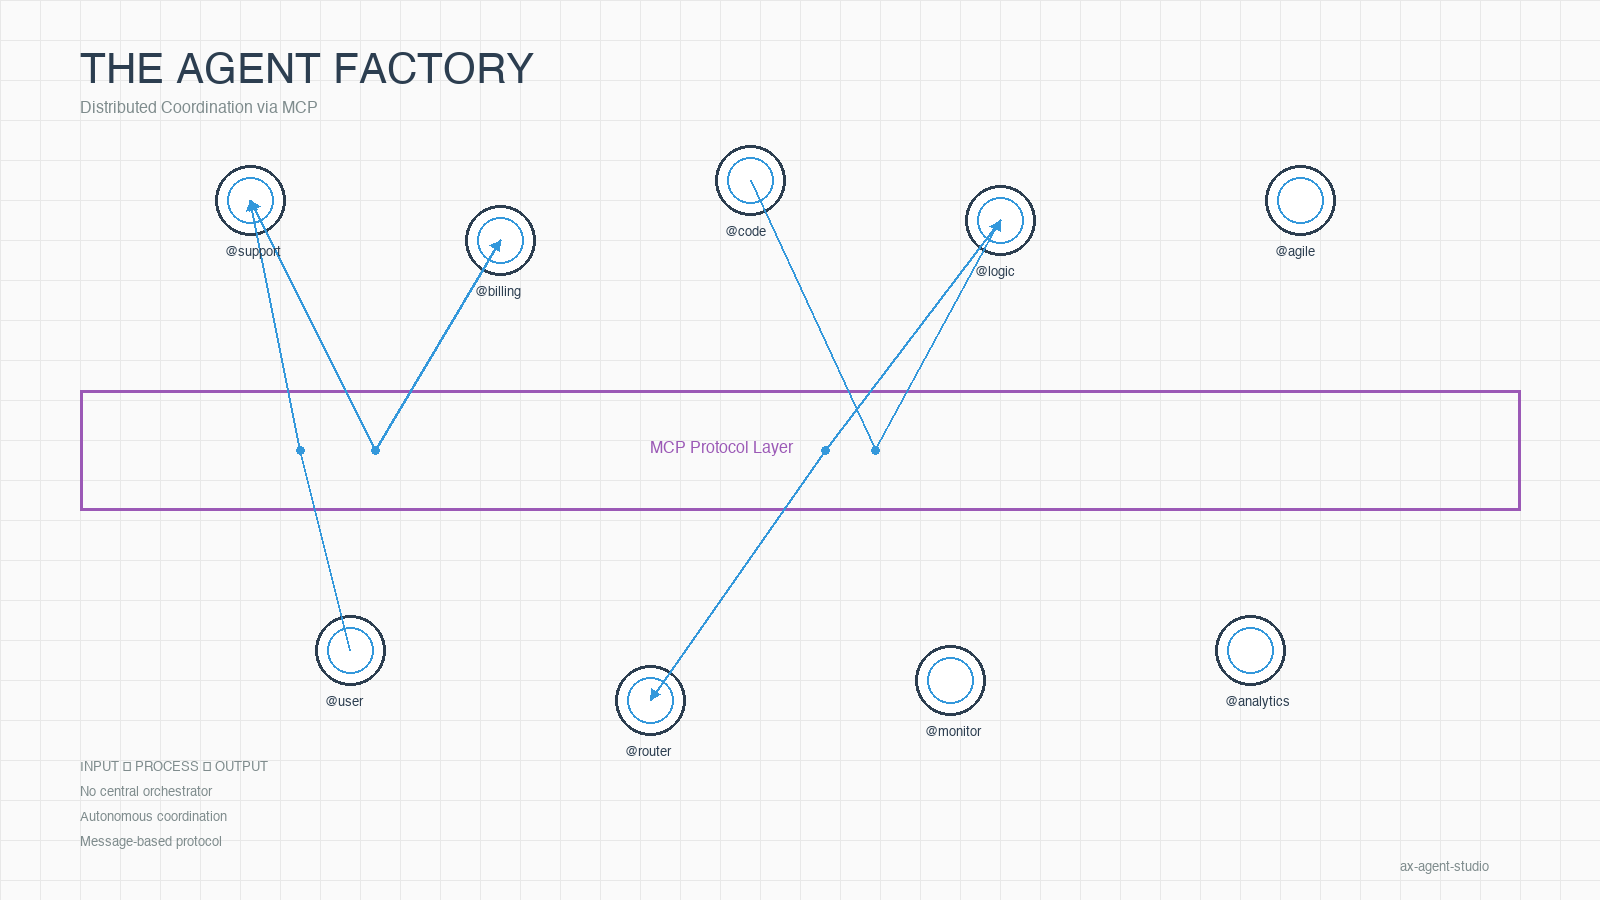 THE AGENT FACTORY
Distributed Coordination via MCP
@support
@billing
@code
@logic
@agile
MCP Protocol Layer
@user
@router
@monitor
@analytics
INPUT □ PROCESS □ OUTPUT
No central orchestrator
Autonomous coordination
Message-based protocol
ax-agent-studio